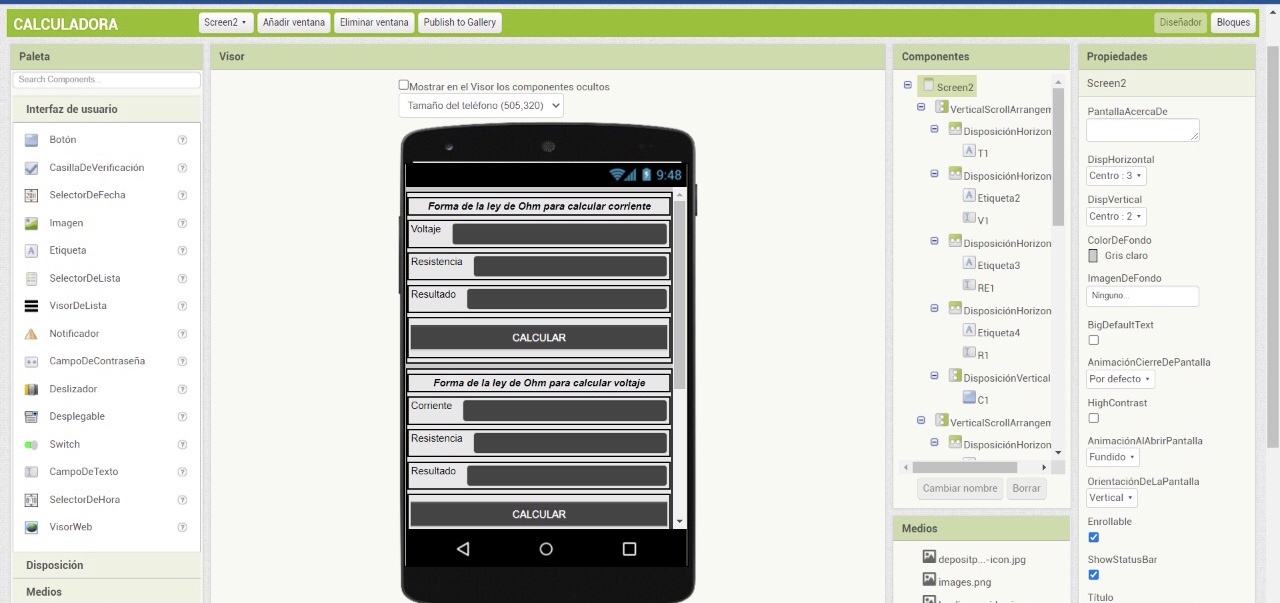 CALCULADORA
Screen2 Añadir ventana Eliminar ventana Publish to Gallery
Diseñador Bloques
Paleta
Search Components...
Interfaz de usuario
Botón
CasillaDeVerificación
SelectorDeFecha
Imagen
Etiqueta
SelectorDeLista
VisorDeLista
Notificador
CampoDeContraseña
Deslizador
Desplegable
Switch
CampoDeTexto
SelectorDeHora
VisorWeb
Disposición
Medios
Visor
Mostrar en el Visor los componentes ocultos
Tamaño del teléfono (505,320)
9:48
Forma de la ley de Ohm para calcular corriente
Voltaje
Resistencia
Resultado
CALCULAR
Forma de la ley de Ohm para calcular voltaje
Corriente
Resistencia
Resultado
CALCULAR
Componentes
Screen2
VerticalScrollArrangem
DisposiciónHorizon
T1
DisposiciónHorizon
Etiqueta2
V1
DisposiciónHorizon
Etiqueta3
RE1
DisposiciónHorizon
Etiqueta4
R1
DisposiciónVertical
C1
VerticalScrollArrangem
DisposiciónHorizon
Cambiar nombre Borrar
Medios
depositp...-icon.jpg
images.png
Propiedades
Screen2
PantallaAcercaDe
DispHorizontal
Centro : 3
DispVertical
Centro : 2
ColorDeFondo
Gris claro
ImagenDeFondo
Ninguno...
BigDefaultText
AnimaciónCierreDePantalla
Por defecto
HighContrast
AnimaciónAlAbrirPantalla
Fundido
OrientaciónDeLaPantalla
Vertical
Enrollable
ShowStatusBar
Título